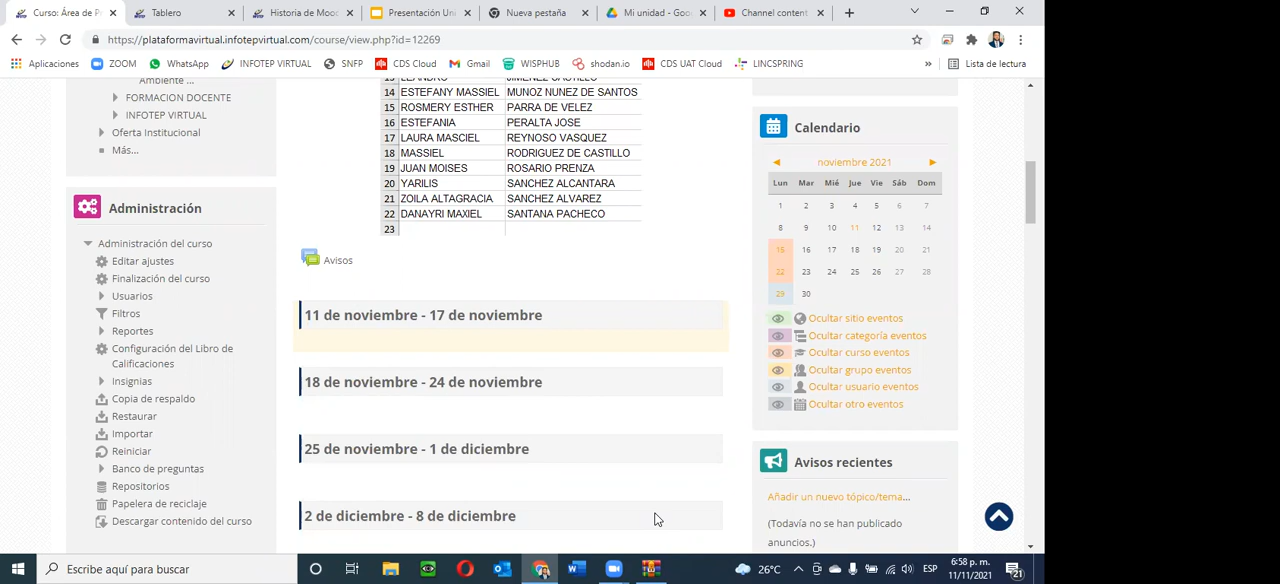 Curso: Área de Pr
Tablero
Historia de Mood
Presentación Uni
Nueva pestaña
Mi unidad - Goo
Channel content
https://plataformavirtual.infotepvirtual.com/course/view.php?id=12269
Aplicaciones
ZOOM
WhatsApp
INFOTEP VIRTUAL
SNFP
CDS Cloud
Gmail
WISPHUB
shodan.io
CDS UAT Cloud
LINCSPRING
»
Lista de lectura
Ambiente ...
FORMACION DOCENTE
INFOTEP VIRTUAL
Oferta Institucional
Más...
Administración
Administración del curso
Editar ajustes
Finalización del curso
Usuarios
Filtros
Reportes
Configuración del Libro de
Calificaciones
Insignias
Copia de respaldo
Restaurar
Importar
Reiniciar
Banco de preguntas
Repositorios
Papelera de reciclaje
Descargar contenido del curso
13 LEANDRO JIMENEZ CASTILLO
14 ESTEFANY MASSIEL MUNOZ NUNEZ DE SANTOS
15 ROSMERY ESTHER PARRA DE VELEZ
16 ESTEFANIA PERALTA JOSE
17 LAURA MASCIEL REYNOSO VASQUEZ
18 MASSIEL RODRIGUEZ DE CASTILLO
19 JUAN MOISES ROSARIO PRENZA
20 YARILIS SANCHEZ ALCANTARA
21 ZOILA ALTAGRACIA SANCHEZ ALVAREZ
22 DANAYRI MAXIEL SANTANA PACHECO
23
Avisos
11 de noviembre - 17 de noviembre
18 de noviembre - 24 de noviembre
25 de noviembre - 1 de diciembre
2 de diciembre - 8 de diciembre
Calendario
noviembre 2021
Lun Mar Mié Jue Vie Sáb Dom
1 2 3 4 5 6 7
8 9 10 11 12 13 14
15 16 17 18 19 20 21
22 23 24 25 26 27 28
29 30
Ocultar sitio eventos
Ocultar categoría eventos
Ocultar curso eventos
Ocultar grupo eventos
Ocultar usuario eventos
Ocultar otro eventos
Avisos recientes
Añadir un nuevo tópico/tema...
(Todavía no se han publicado
anuncios.)
Escribe aquí para buscar
26°C
ESP
6:58 p. m.
11/11/2021
21